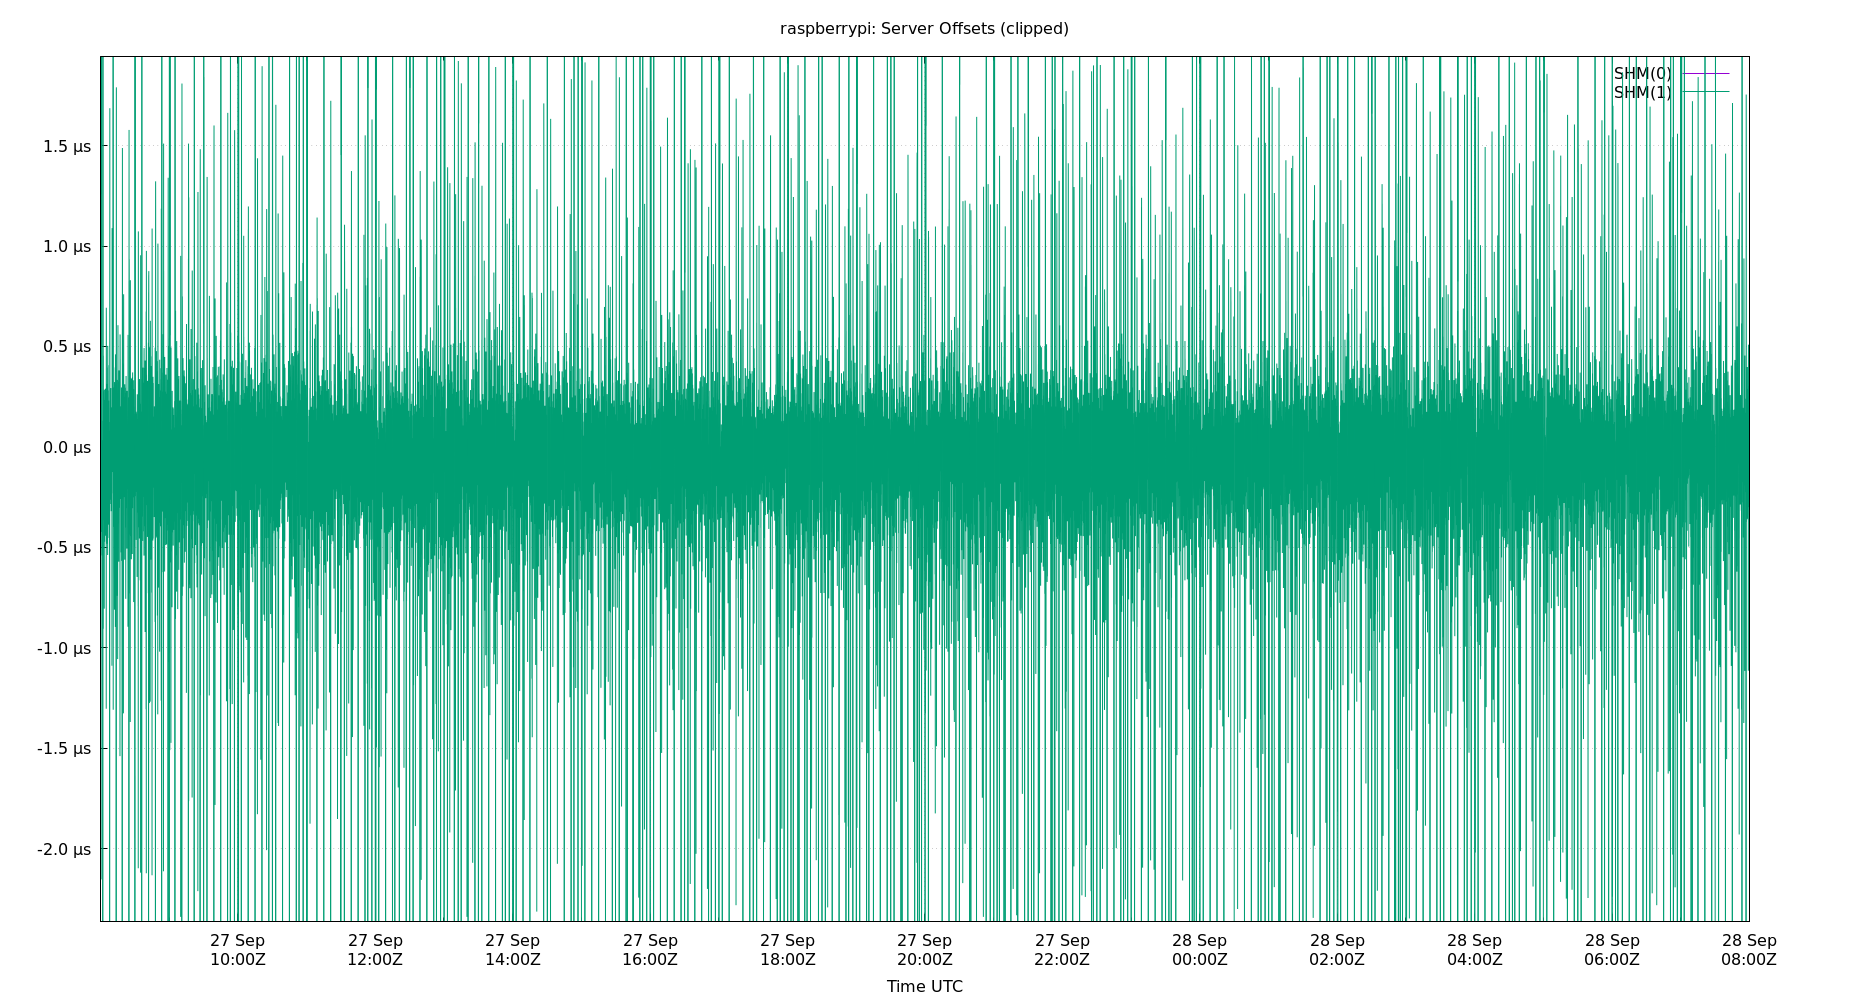 raspberrypi: Server Offsets (clipped)
SHM(0)
SHM(1)
1.5 µs
1.0 µs
0.5 µs
0.0 µs
-0.5 µs
-1.0 µs
-1.5 µs
-2.0 µs
27 Sep 27 Sep 27 Sep 27 Sep 27 Sep 27 Sep 27 Sep 28 Sep 28 Sep 28 Sep 28 Sep 28 Sep
10:00Z 12:00Z 14:00Z 16:00Z 18:00Z 20:00Z 22:00Z 00:00Z 02:00Z 04:00Z 06:00Z 08:00Z
Time UTC